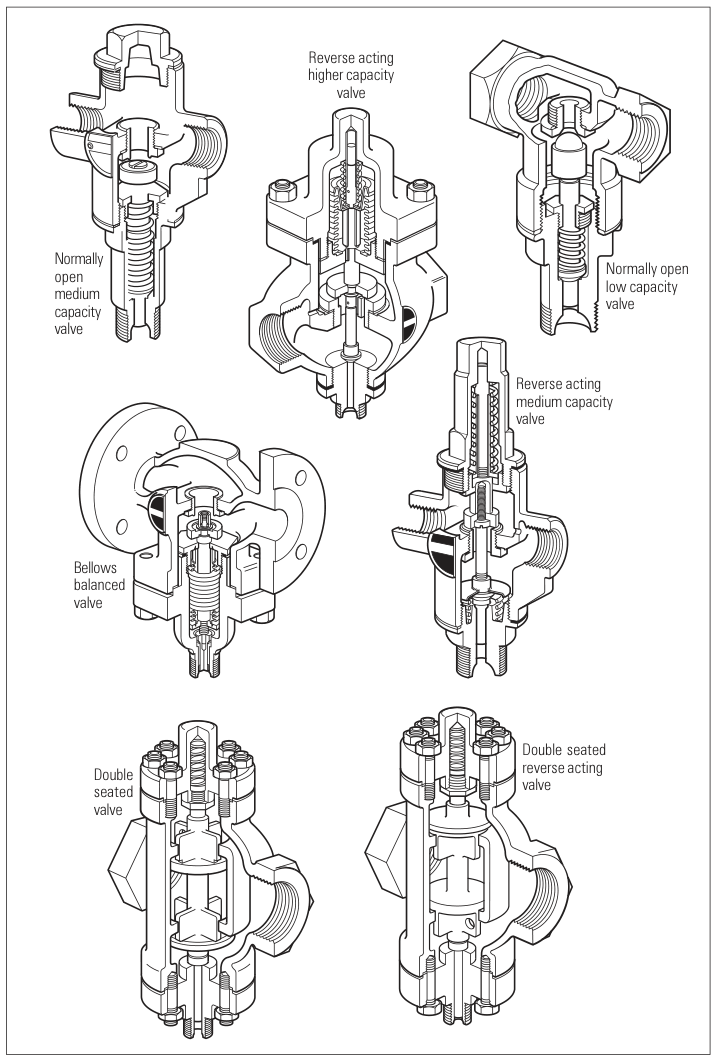 Reverse acting
higher capacity
valve
Normally
open
medium
capacity
valve
Normally open
low capacity
valve
Reverse acting
medium capacity
valve
Bellows
balanced
valve
Double
seated
valve
Double seated
reverse acting
valve